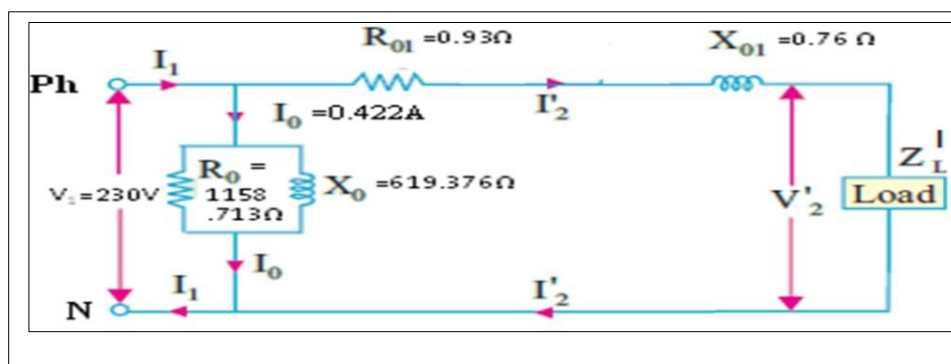 R01 =0.93Ω
X01 =0.76 Ω
I1
Ph
I0 =0.422A
I'2
R0 =
1158
.713Ω
X0 =619.376Ω
V1=230V
V'2
ZL'
Load
I0
I1
I'2
N